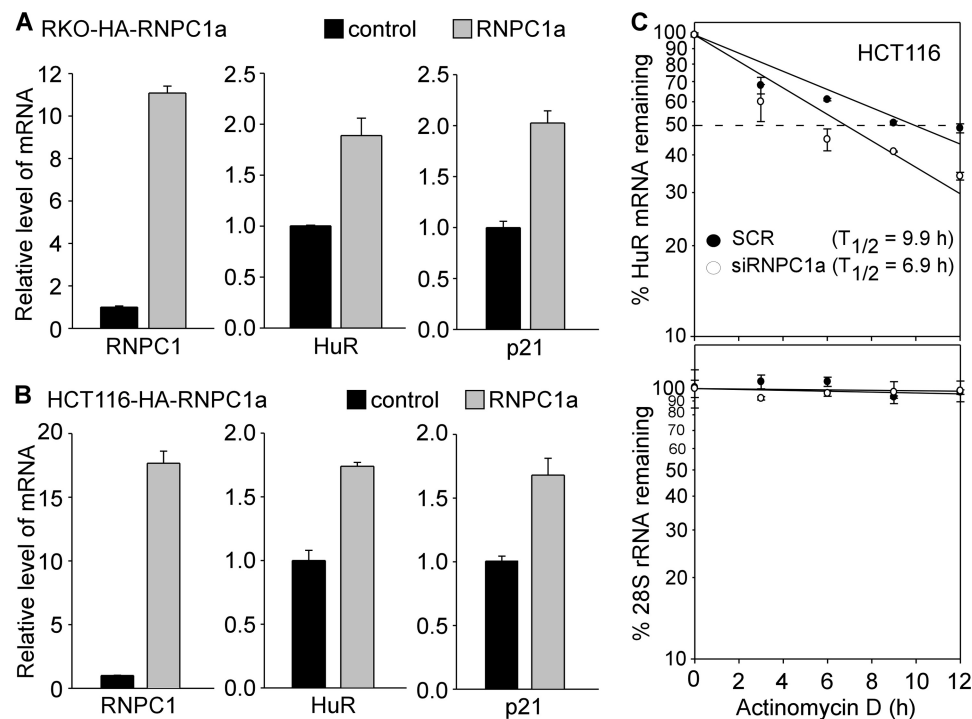 A
RKO-HA-RNPC1a
control
RNPC1a
Relative level of mRNA
12
10
8
6
4
2
0
RNPC1
2.5
2.0
1.5
1.0
0.5
0.0
HuR
2.5
2.0
1.5
1.0
0.5
0.0
p21
B
HCT116-HA-RNPC1a
control
RNPC1a
Relative level of mRNA
20
15
10
5
0
RNPC1
2.0
1.5
1.0
0.5
0.0
HuR
2.0
1.5
1.0
0.5
0.0
p21
C
HCT116
% HuR mRNA remaining
100
90
80
70
60
50
40
30
20
10
SCR (T1/2 = 9.9 h)
siRNPC1a (T1/2 = 6.9 h)
% 28S rRNA remaining
100
90
80
70
60
50
40
30
20
10
0 2 4 6 8 10 12
Actinomycin D (h)